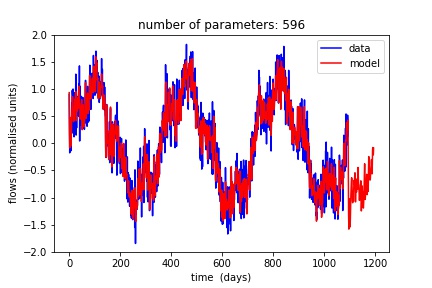 number of parameters: 596
2.0
1.5
1.0
0.5
0.0
−0.5
−1.0
−1.5
−2.0
flows (normalised units)
data
model
0 200 400 600 800 1000 1200
time (days)